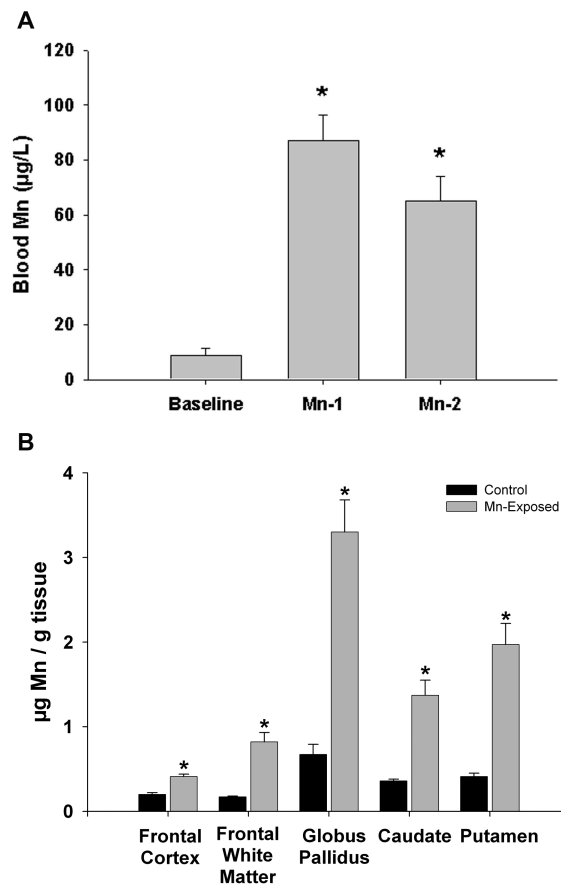 A
120
100
80
60
40
20
0
Blood Mn (µg/L)
*
*
Baseline Mn-1 Mn-2
B
4
3
2
1
0
µg Mn / g tissue
Control
Mn-Exposed
*
*
*
*
*
Frontal
Cortex
Frontal
White
Matter
Globus
Pallidus
Caudate
Putamen